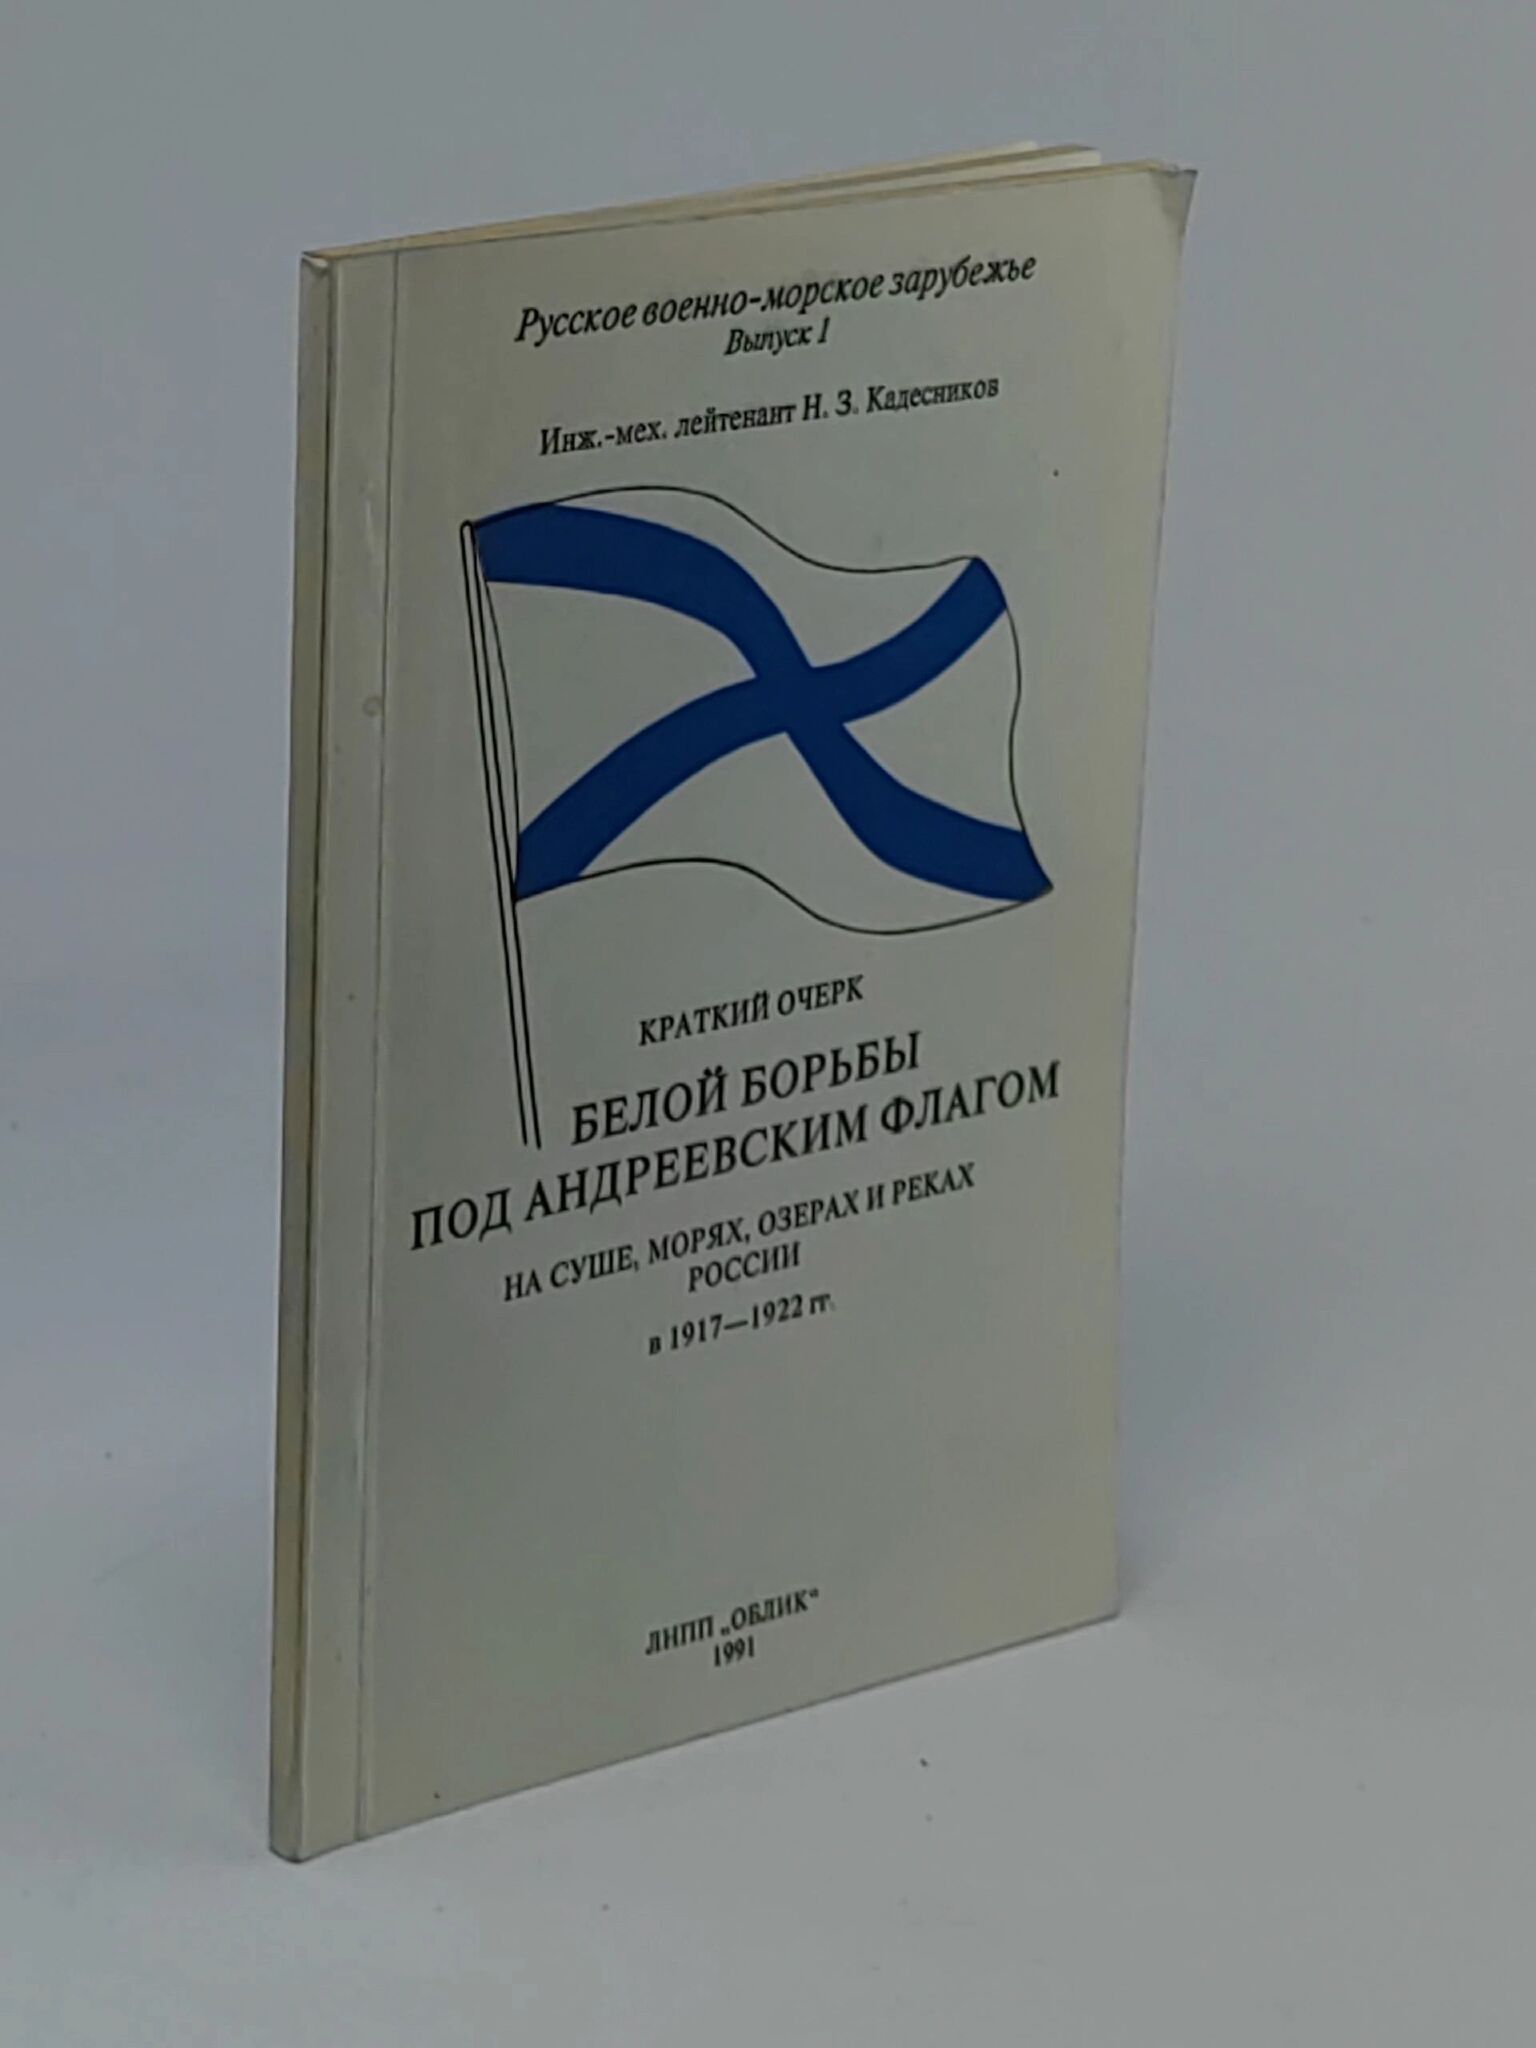 Русское военно-морское зарубежье
Выпуск 1
Инж.-мех. лейтенант Н. З. Кадесников
КРАТКИЙ ОЧЕРК
БЕЛОЙ БОРЬБЫ
ПОД АНДРЕЕВСКИМ ФЛАГОМ
НА СУШЕ, МОРЯХ, ОЗЕРАХ И РЕКАХ
РОССИИ
в 1917—1922 гг.
ЛНПП „ОБЛИК“
1991